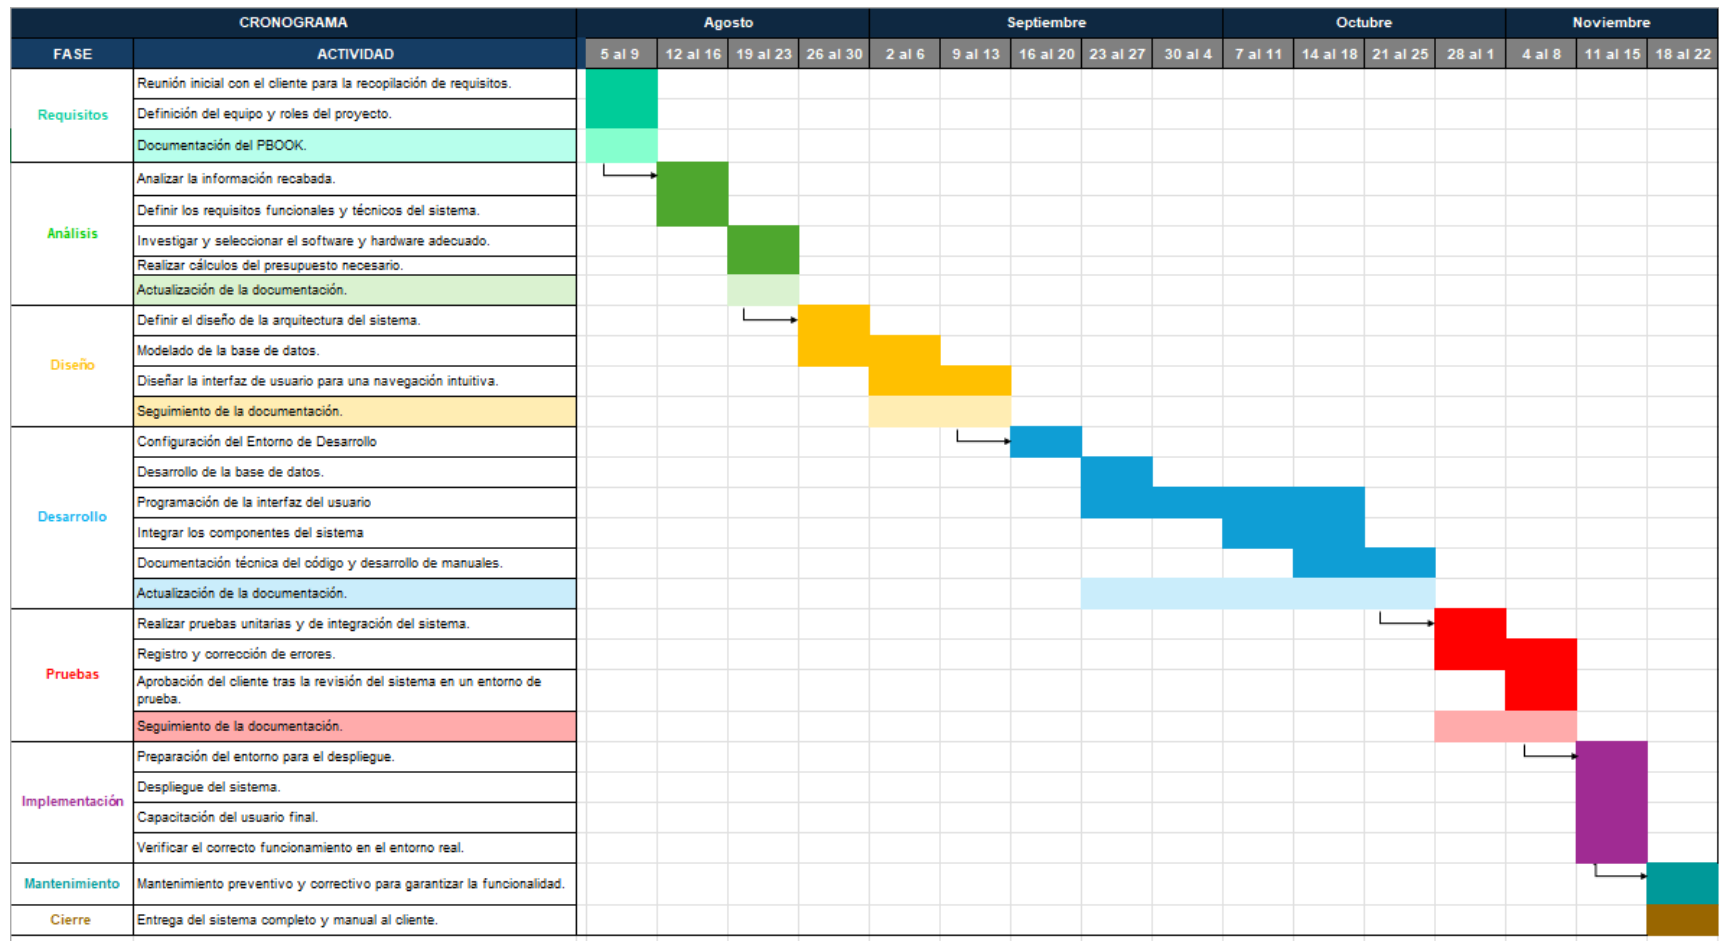 CRONOGRAMA Agosto Septiembre Octubre Noviembre
FASE ACTIVIDAD 5 al 9 12 al 16 19 al 23 26 al 30 2 al 6 9 al 13 16 al 20 23 al 27 30 al 4 7 al 11 14 al 18 21 al 25 28 al 1 4 al 8 11 al 15 18 al 22
Requisitos
Reunión inicial con el cliente para la recopilación de requisitos.
Definición del equipo y roles del proyecto.
Documentación del PBOOK.
Análisis
Analizar la información recabada.
Definir los requisitos funcionales y técnicos del sistema.
Investigar y seleccionar el software y hardware adecuado.
Realizar cálculos del presupuesto necesario.
Actualización de la documentación.
Diseño
Definir el diseño de la arquitectura del sistema.
Modelado de la base de datos.
Diseñar la interfaz de usuario para una navegación intuitiva.
Seguimiento de la documentación.
Desarrollo
Configuración del Entorno de Desarrollo
Desarrollo de la base de datos.
Programación de la interfaz del usuario
Integrar los componentes del sistema
Documentación técnica del código y desarrollo de manuales.
Actualización de la documentación.
Pruebas
Realizar pruebas unitarias y de integración del sistema.
Registro y corrección de errores.
Aprobación del cliente tras la revisión del sistema en un entorno de
prueba.
Seguimiento de la documentación.
Implementación
Preparación del entorno para el despliegue.
Despliegue del sistema.
Capacitación del usuario final.
Verificar el correcto funcionamiento en el entorno real.
Mantenimiento
Mantenimiento preventivo y correctivo para garantizar la funcionalidad.
Cierre
Entrega del sistema completo y manual al cliente.